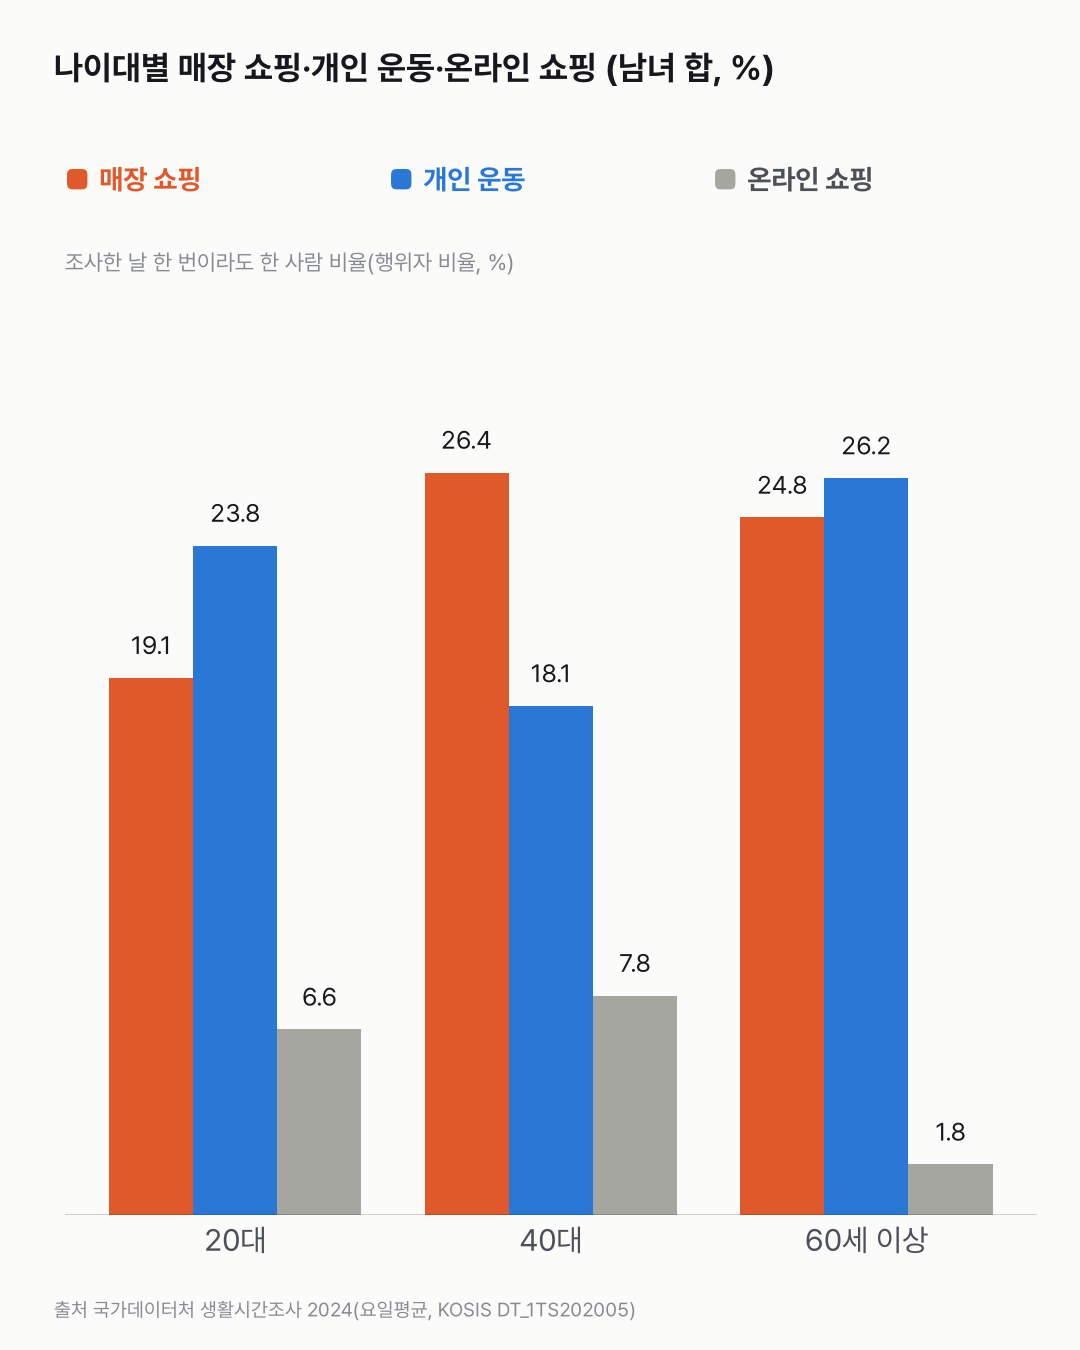 나이대별 매장 쇼핑·개인 운동·온라인 쇼핑 (남녀 합, %)
매장 쇼핑 개인 운동 온라인 쇼핑
조사한 날 한 번이라도 한 사람 비율(행위자 비율, %)
19.1 23.8 6.6 26.4 18.1 7.8 24.8 26.2 1.8
20대 40대 60세 이상
출처 국가데이터처 생활시간조사 2024(요일평균, KOSIS DT_1TS202005)